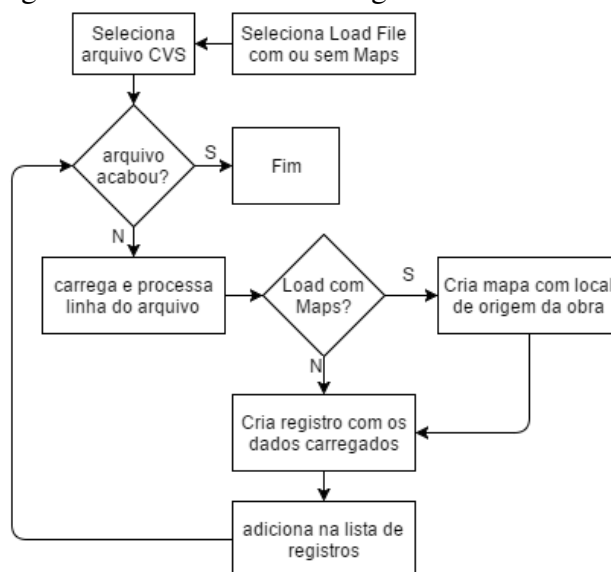 Seleciona
arquivo CVS
Seleciona Load File
com ou sem Maps
arquivo
acabou?
S
Fim
N
carrega e processa
linha do arquivo
Load com
Maps?
S
Cria mapa com local
de origem da obra
N
Cria registro com os
dados carregados
adiciona na lista de
registros